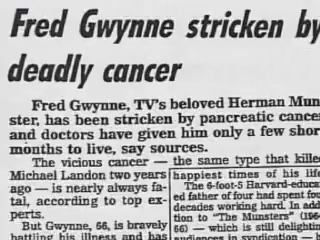 Fred Gwynne stricken by
deadly cancer
Fred Gwynne, TV's beloved Herman Mun-
ster, has been stricken by pancreatic cancer
and doctors have given him only a few short
months to live, say sources.
The vicious cancer — the same type that killed
Michael Landon two years
ago — is nearly always fa-
tal, according to top ex-
perts.
But Gwynne, 66, is bravely
battling his illness and has
happiest times of his life
The 6-foot-5 Harvard-educa
ed father of four had spent fou
decades working hard. In add
tion to "The Munsters" (196
66) — which is still delightin
audiences in syndication — h